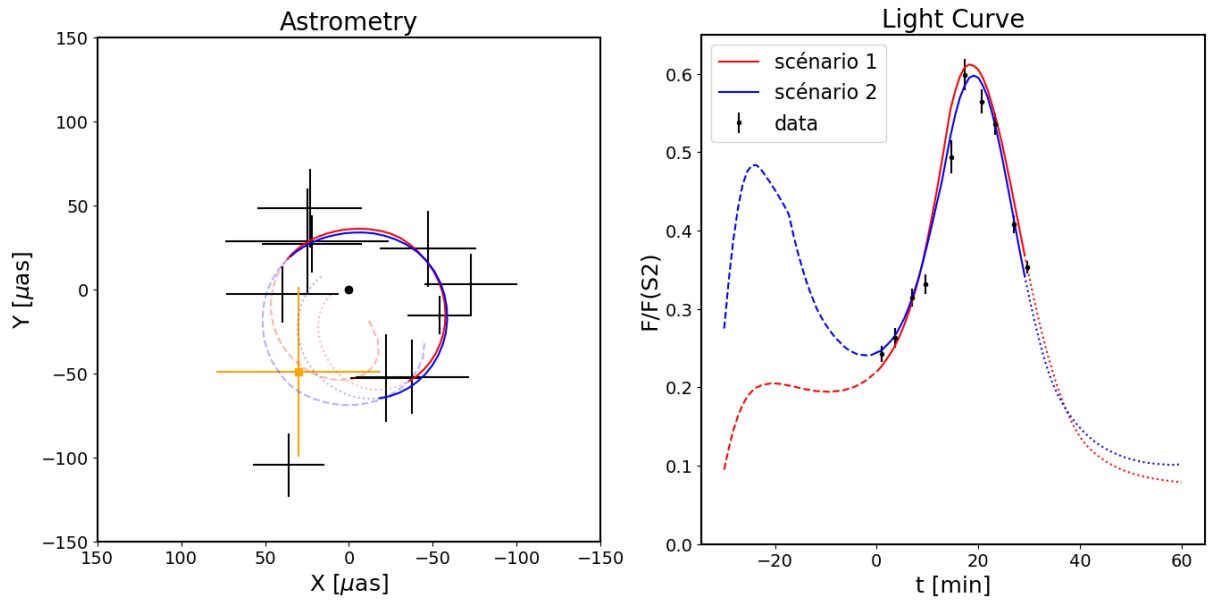 Astrometry
150
100
50
0
−50
−100
−150
Y [μas]
150
100
50
0
−50
−100
−150
X [μas]
Light Curve
scénario 1
scénario 2
data
0.6
0.5
0.4
0.3
0.2
0.1
0.0
F/F(S2)
−20
0
20
40
60
t [min]